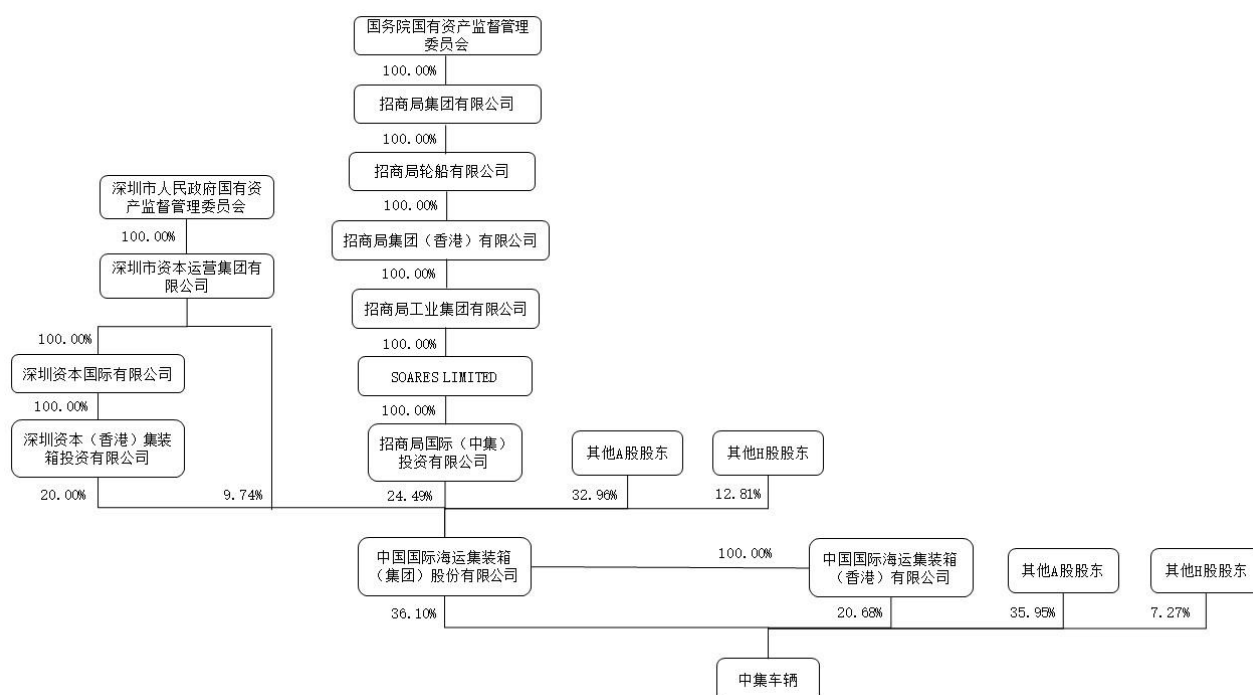 国务院国有资产监督管理
委员会
100.00%
招商局集团有限公司
100.00%
招商局轮船有限公司
深圳市人民政府国有资
产监督管理委员会
100.00%
100.00%
招商局集团（香港）有限公司
深圳市资本运营集团有
限公司
100.00%
招商局工业集团有限公司
100.00%
100.00%
深圳资本国际有限公司
SOARES LIMITED
100.00%
100.00%
深圳资本（香港）集装
箱投资有限公司
招商局国际（中集）
投资有限公司
其他A股股东
其他H股股东
20.00%
9.74%
24.49%
32.96%
12.81%
中国国际海运集装箱
（集团）股份有限公司
100.00%
中国国际海运集装箱
（香港）有限公司
其他A股股东
其他H股股东
36.10%
20.68%
35.95%
7.27%
中集车辆